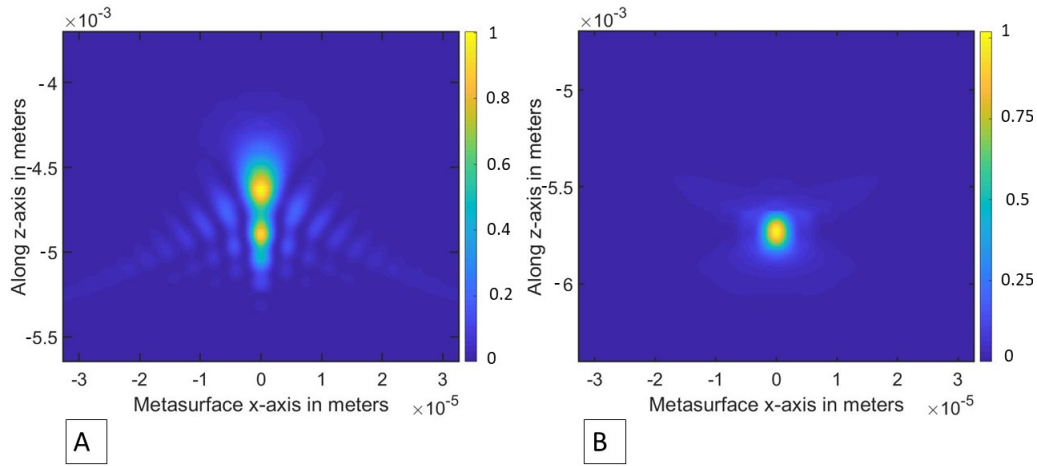 ×10⁻³
-4
-4.5
-5
-5.5
Along z-axis in meters
-3 -2 -1 0 1 2 3
Metasurface x-axis in meters ×10⁻⁵
1
0.8
0.6
0.4
0.2
0
A
×10⁻³
-5
-5.5
-6
Along z-axis in meters
-3 -2 -1 0 1 2 3
Metasurface x-axis in meters ×10⁻⁵
1
0.75
0.5
0.25
0
B